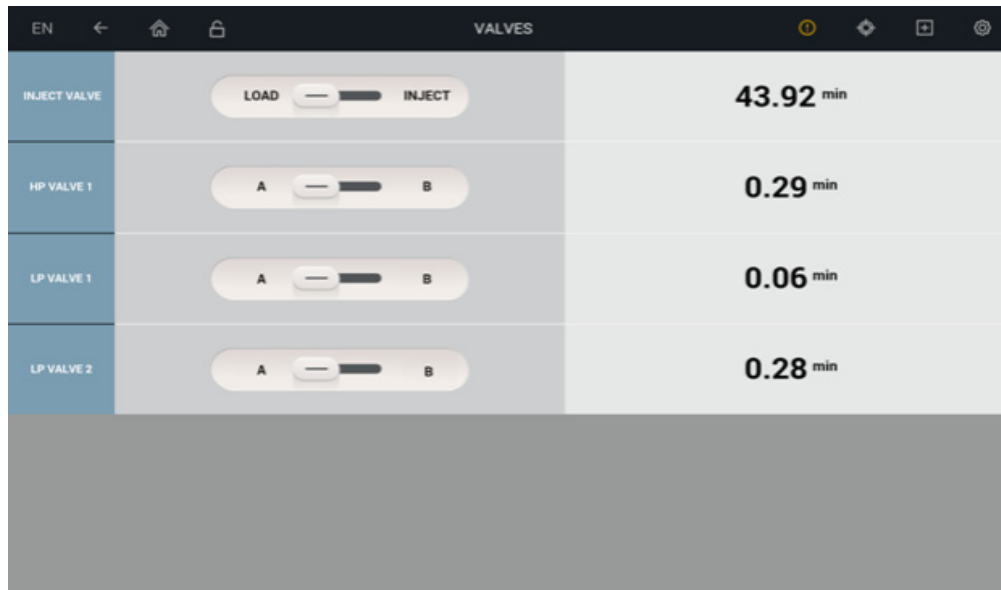 EN VALVES
INJECT VALVE LOAD INJECT 43.92 min
HP VALVE 1 A B 0.29 min
LP VALVE 1 A B 0.06 min
LP VALVE 2 A B 0.28 min